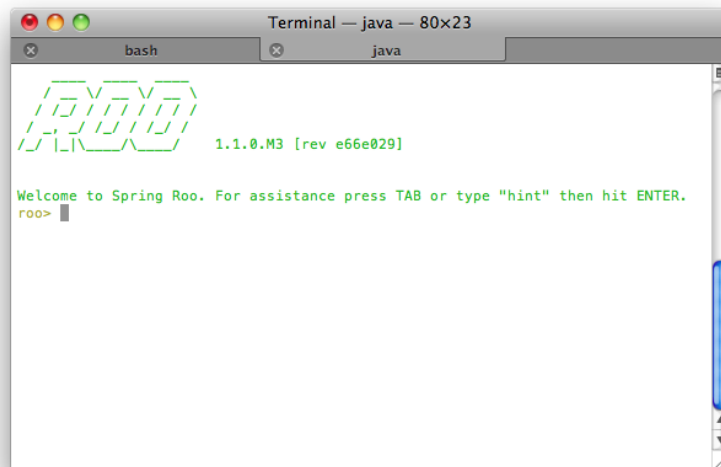 Terminal — java — 80×23
bash
java
ROO
1.1.0.M3 [rev e66e029]
Welcome to Spring Roo. For assistance press TAB or type "hint" then hit ENTER.
roo>